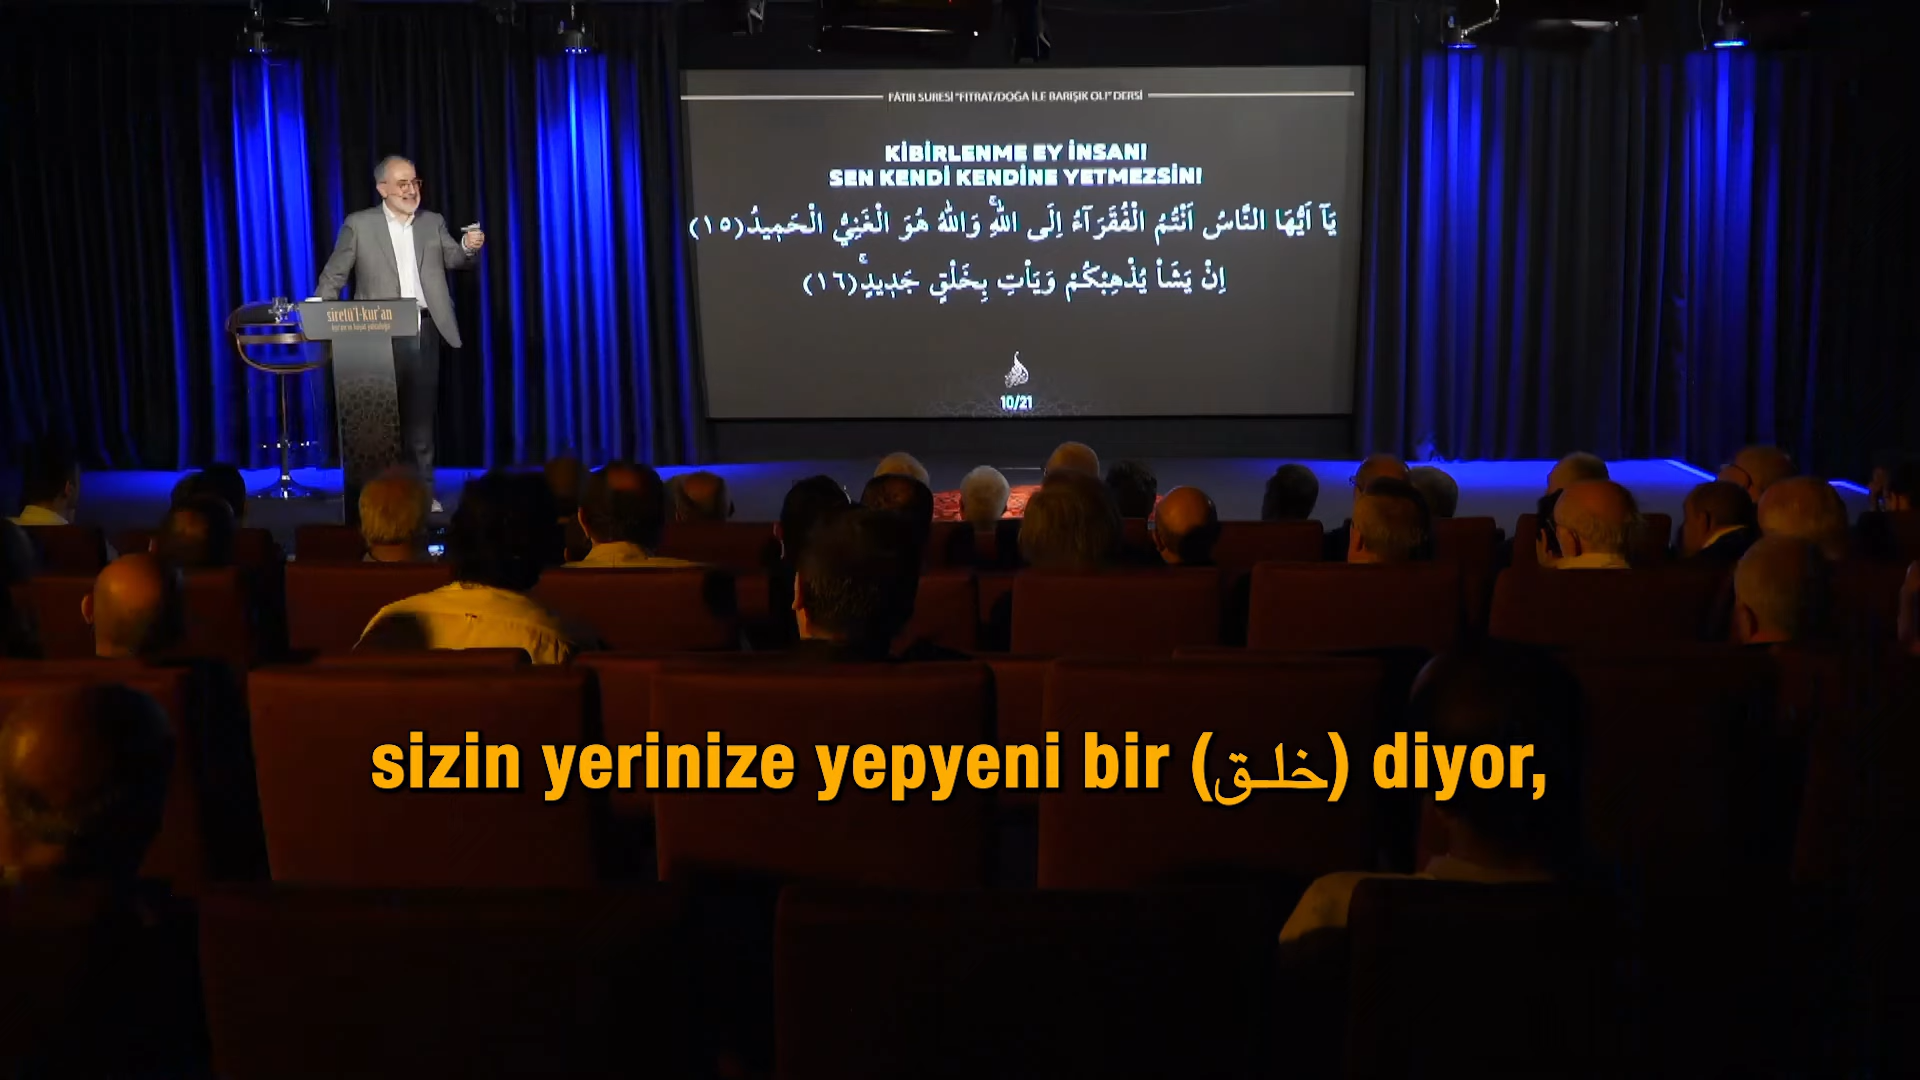 FÂTIR SURESİ "FITRAT/DOĞA İLE BARIŞIK OL!" DERSİ
KİBİRLENME EY İNSAN!
SEN KENDİ KENDİNE YETMEZSİN!
يَآ اَيُّهَا النَّاسُ اَنْتُمُ الْفُقَرَآءُ اِلَى اللّٰهِۚ وَاللّٰهُ هُوَ الْغَنِيُّ الْحَمِيدُ (١٥)
اِنْ يَشَأْ يُذْهِبْكُمْ وَيَأْتِ بِخَلْقٍ جَدِيدٍۚ (١٦)
10/21
siretü'l-kur'an
sizin yerinize yepyeni bir (خلق) diyor,